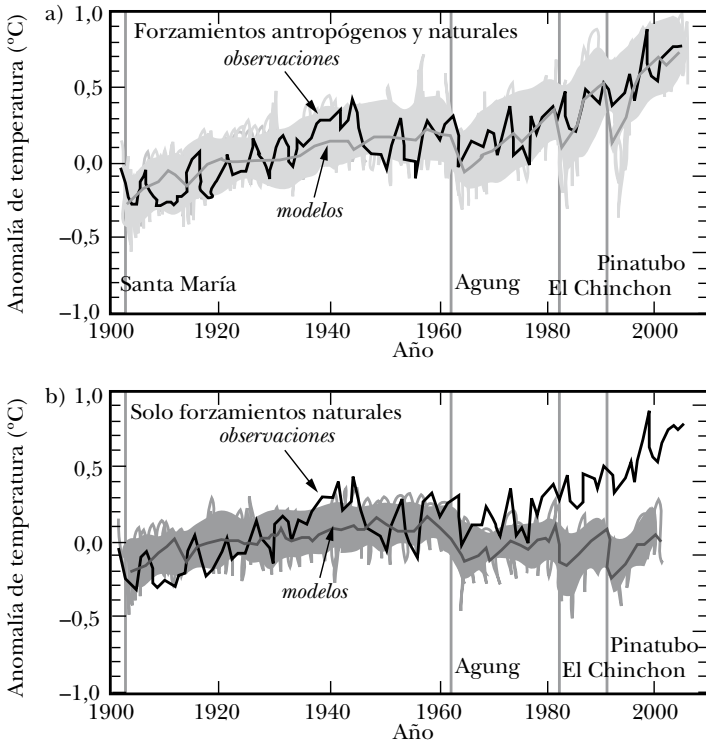 a) 1,0
Forzamientos antropógenos y naturales
observaciones
0,5
0,0
modelos
−0,5
Santa María
Agung
Pinatubo
El Chinchon
−1,0
Anomalía de temperatura (°C)
1900 1920 1940 1960 1980 2000
Año
b) 1,0
Solo forzamientos naturales
observaciones
0,5
0,0
modelos
−0,5
Agung
Pinatubo
El Chinchon
−1,0
Anomalía de temperatura (°C)
1900 1920 1940 1960 1980 2000
Año